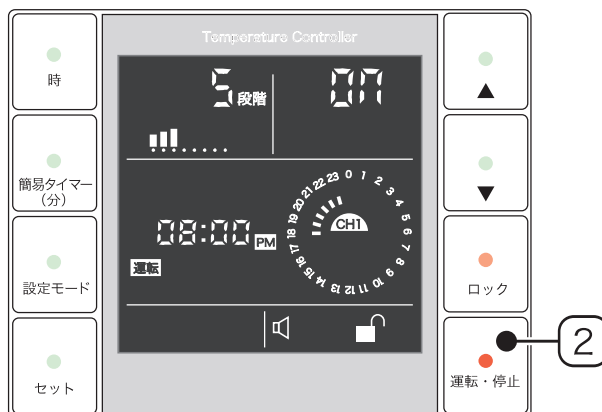 Temperature Controller
時
簡易タイマー
(分)
設定モード
セット
5 段階
ON
08:00 PM
運転
0 1 2 3 4 5 6 7 8 9 10 11 12 13 14 15 16 17 18 19 20 21 22 23
CH1
▲
▼
ロック
運転・停止
2